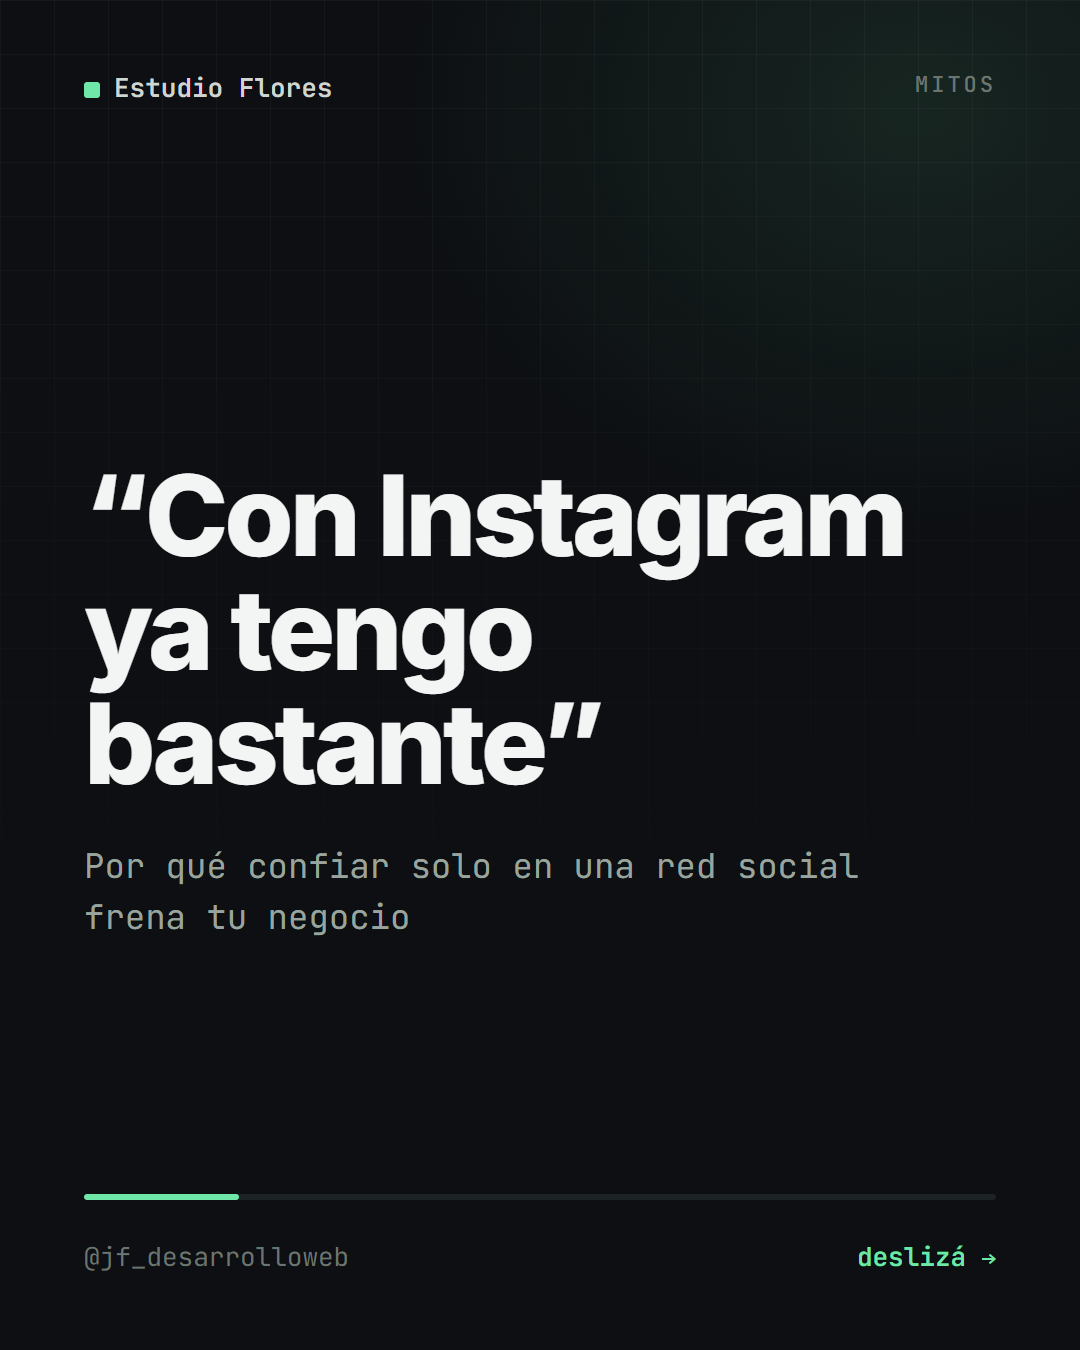 Estudio Flores
MITOS
“Con Instagram
ya tengo
bastante”
Por qué confiar solo en una red social
frena tu negocio
@jf_desarrolloweb
deslizá →